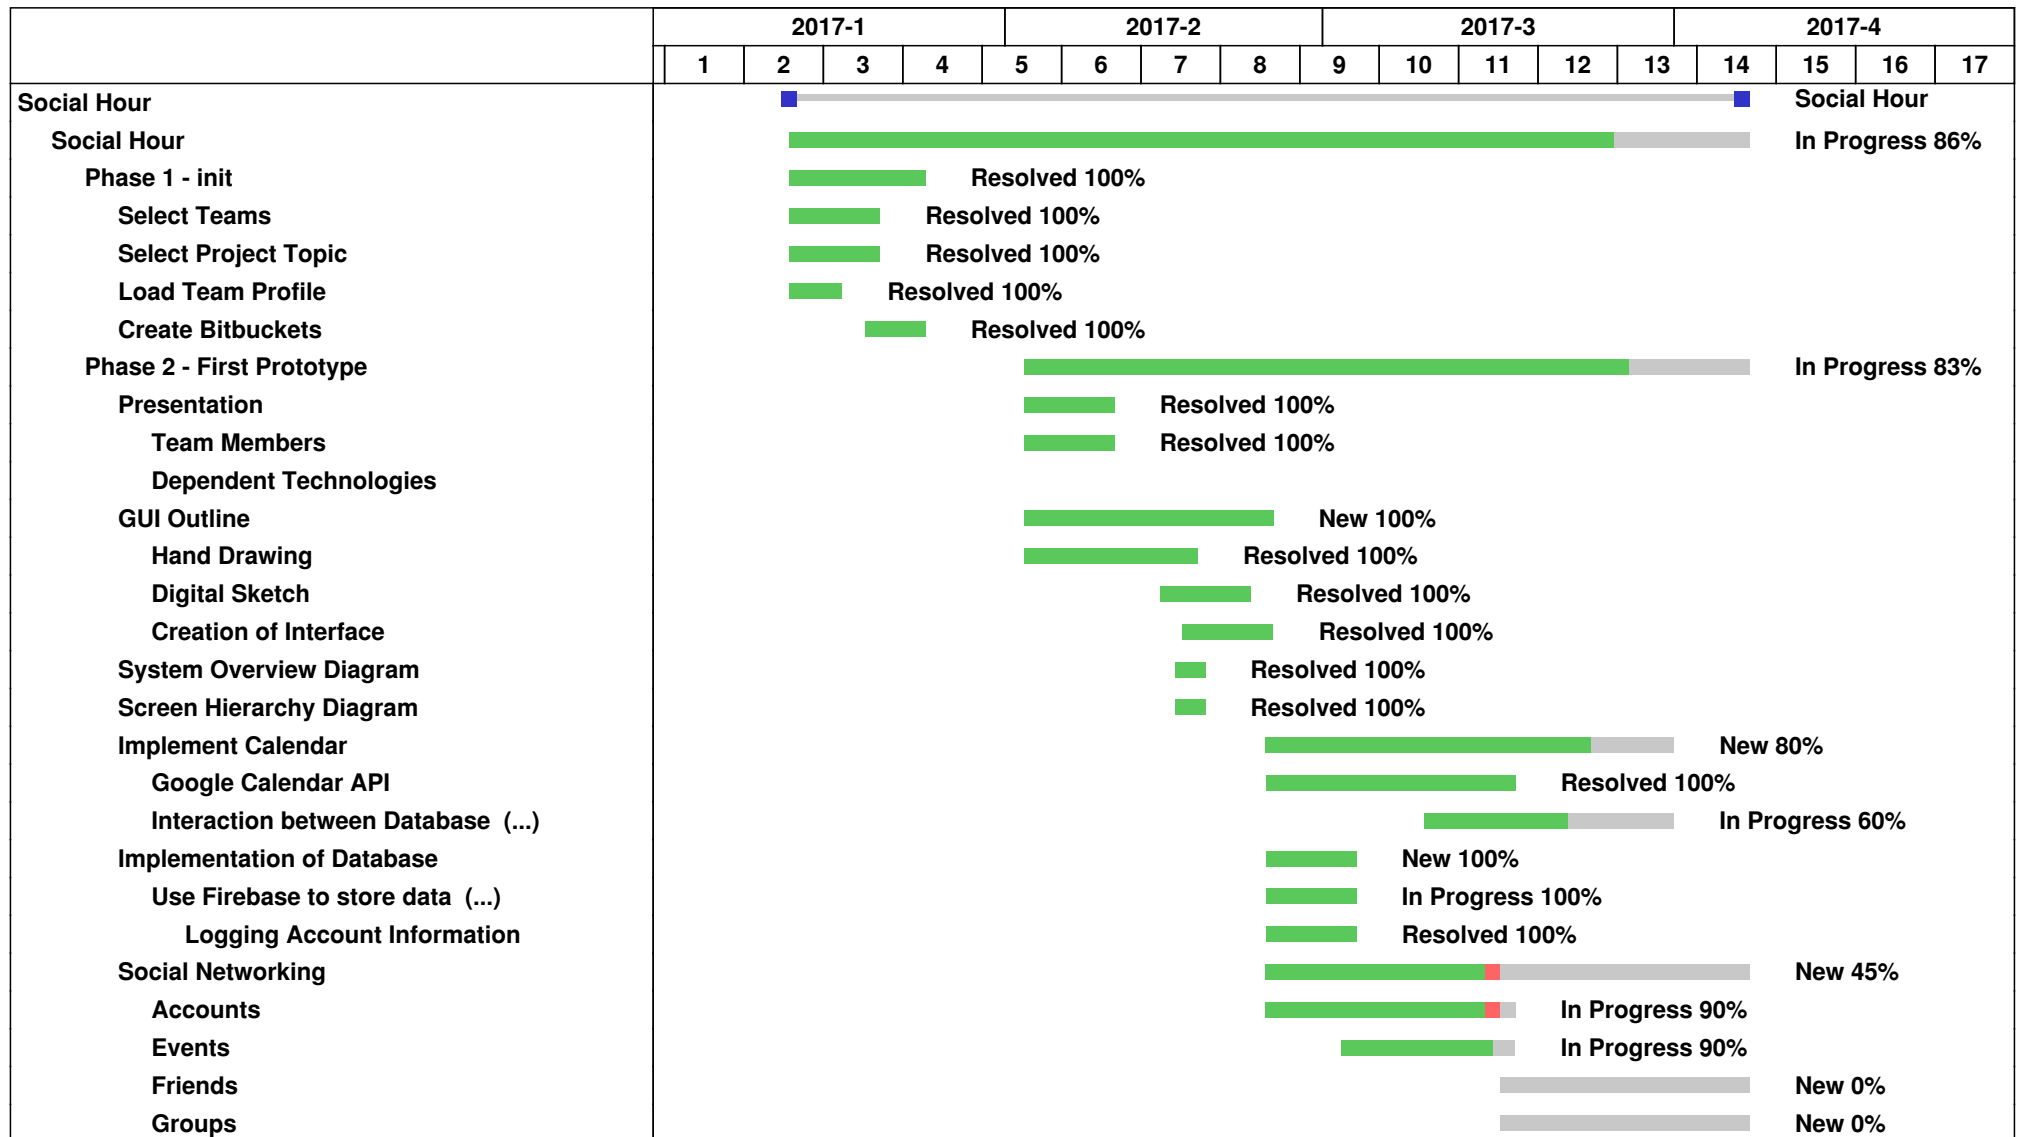 2017-1 2017-2 2017-3 2017-4
1 2 3 4 5 6 7 8 9 10 11 12 13 14 15 16 17
Social Hour Social Hour
Social Hour In Progress 86%
Phase 1 - init Resolved 100%
Select Teams Resolved 100%
Select Project Topic Resolved 100%
Load Team Profile Resolved 100%
Create Bitbuckets Resolved 100%
Phase 2 - First Prototype In Progress 83%
Presentation Resolved 100%
Team Members Resolved 100%
Dependent Technologies
GUI Outline New 100%
Hand Drawing Resolved 100%
Digital Sketch Resolved 100%
Creation of Interface Resolved 100%
System Overview Diagram Resolved 100%
Screen Hierarchy Diagram Resolved 100%
Implement Calendar New 80%
Google Calendar API Resolved 100%
Interaction between Database (...) In Progress 60%
Implementation of Database New 100%
Use Firebase to store data (...) In Progress 100%
Logging Account Information Resolved 100%
Social Networking New 45%
Accounts In Progress 90%
Events In Progress 90%
Friends New 0%
Groups New 0%